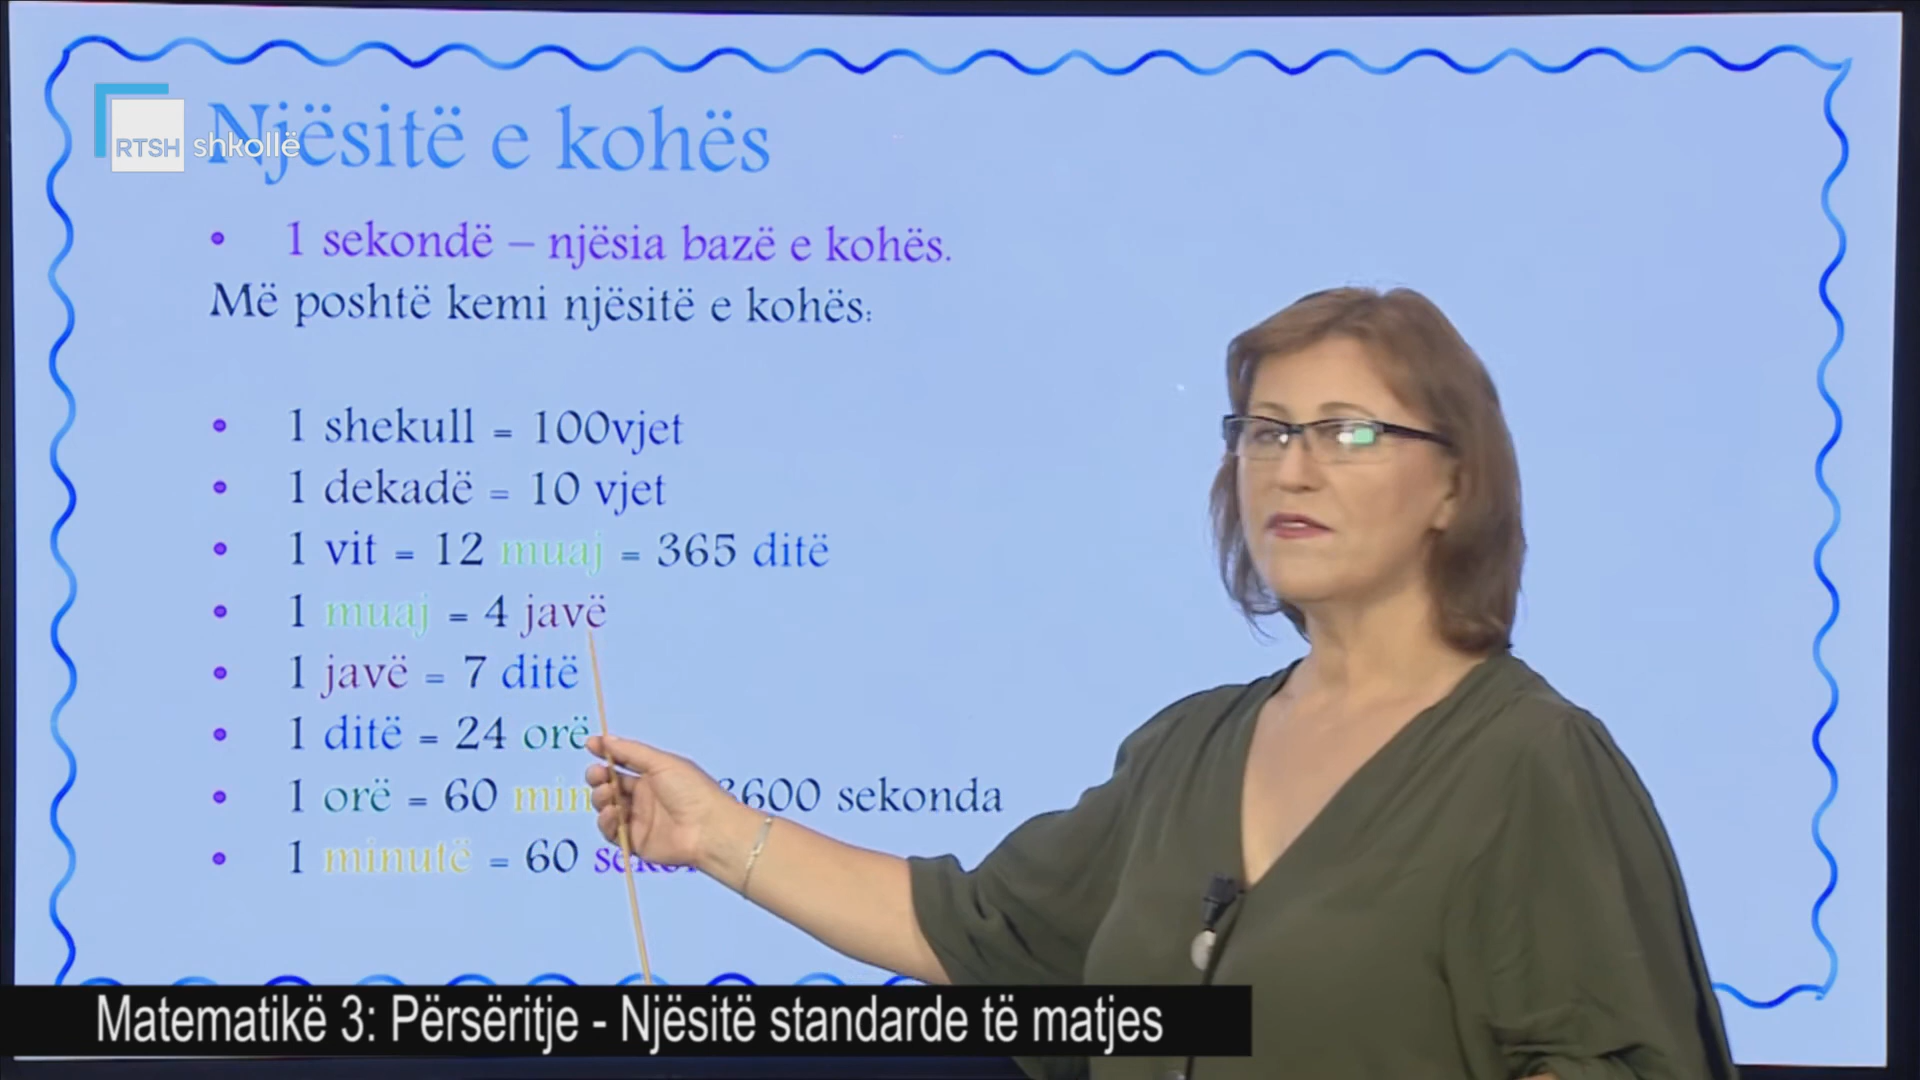 Njësitë e kohës
RTSH shkollë
• 1 sekondë – njësia bazë e kohës.
Më poshtë kemi njësitë e kohës:
• 1 shekull = 100vjet
• 1 dekadë = 10 vjet
• 1 vit = 12 muaj = 365 ditë
• 1 muaj = 4 javë
• 1 javë = 7 ditë
• 1 ditë = 24 orë
• 1 orë = 60 3600 sekonda
• 1 minutë = 60
Matematikë 3: Përsëritje - Njësitë standarde të matjes